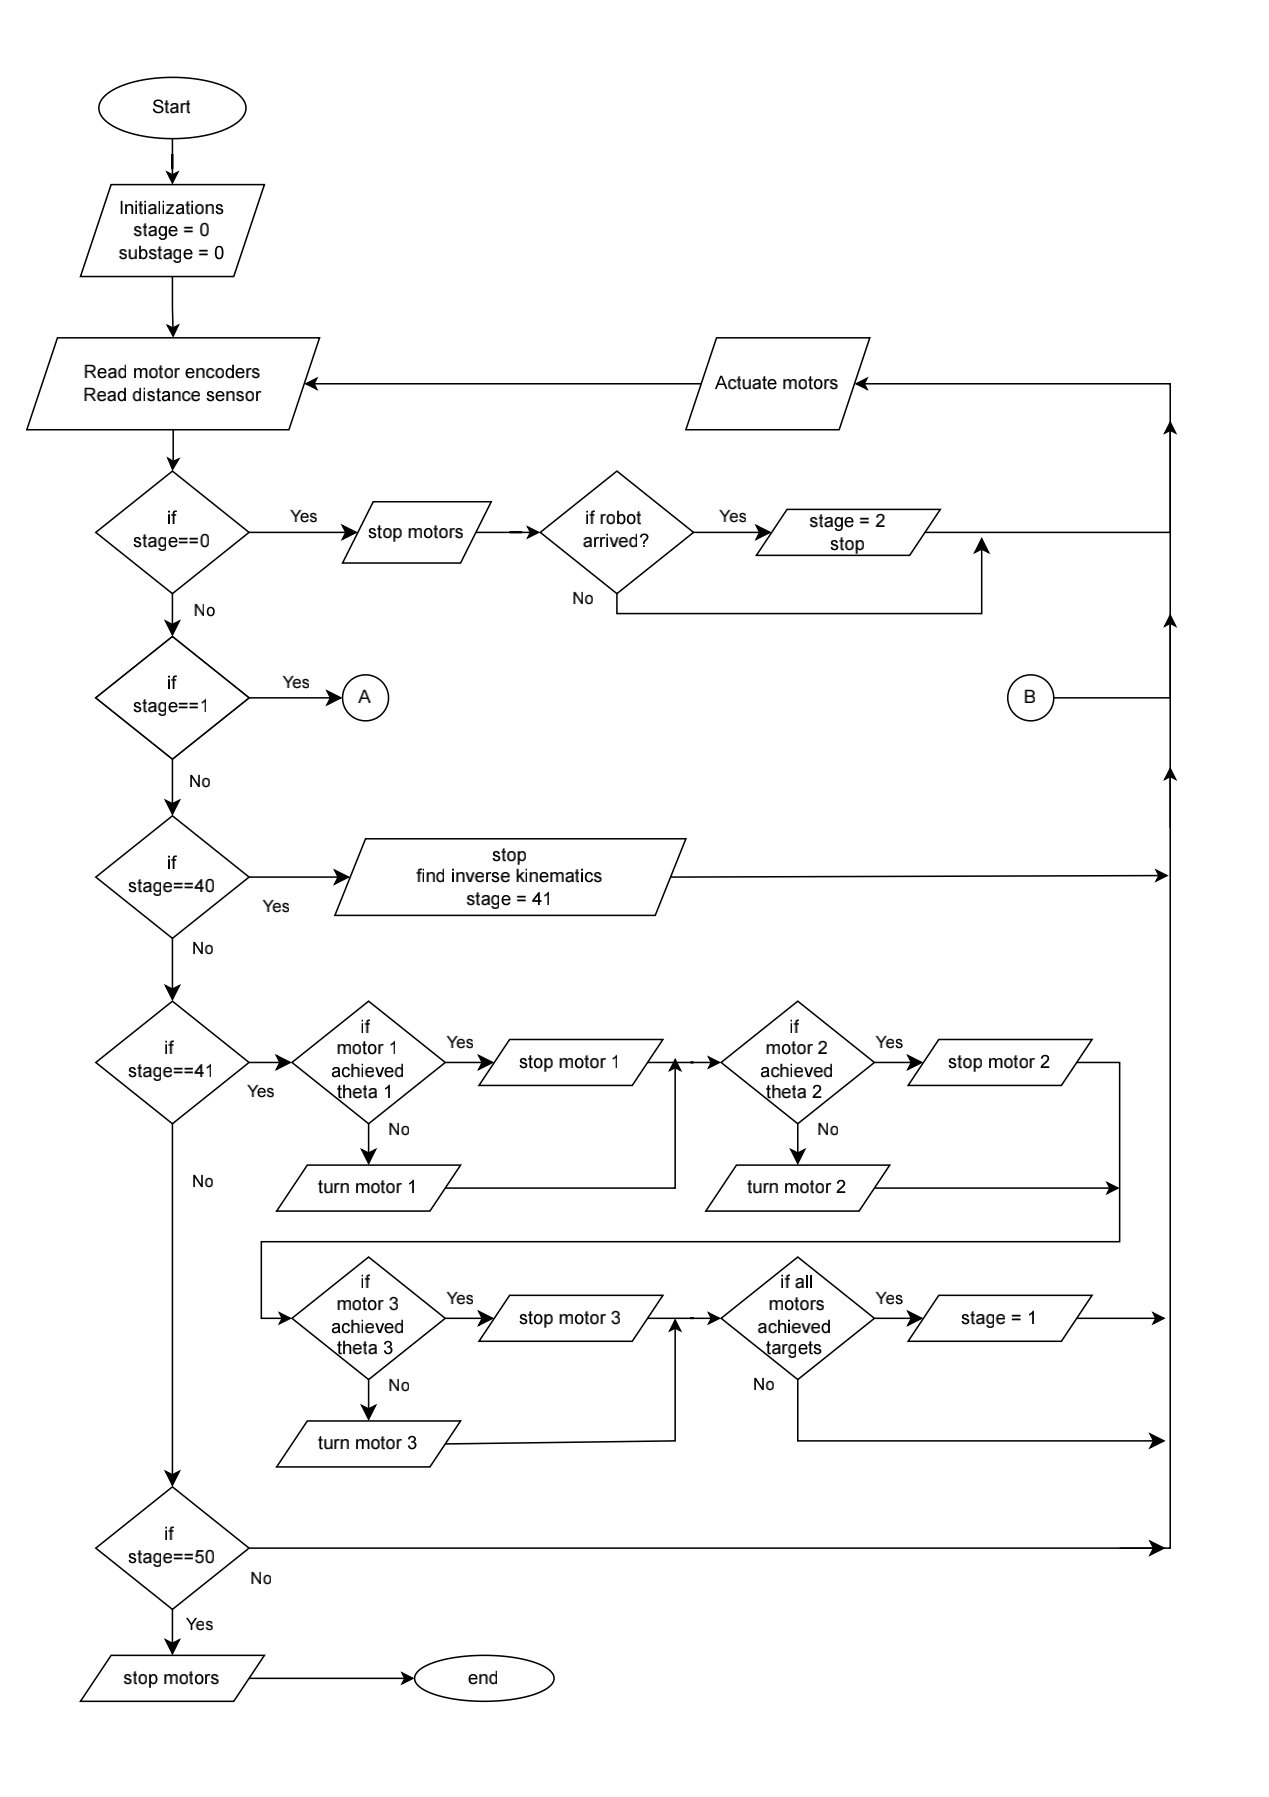 Start
Initializations
stage = 0
substage = 0
Read motor encoders
Read distance sensor
Actuate motors
if
stage==0
Yes
stop motors
if robot
arrived?
Yes
stage = 2
stop
No
No
if
stage==1
Yes
A
B
No
if
stage==40
Yes
stop
find inverse kinematics
stage = 41
No
if
stage==41
Yes
if
motor 1
achieved
theta 1
Yes
stop motor 1
No
turn motor 1
if
motor 2
achieved
theta 2
Yes
stop motor 2
No
turn motor 2
No
if
motor 3
achieved
theta 3
Yes
stop motor 3
No
turn motor 3
if all
motors
achieved
targets
Yes
stage = 1
No
if
stage==50
No
Yes
stop motors
end